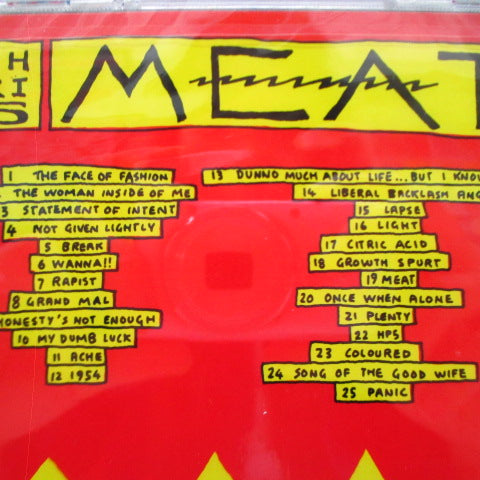 H
RI
S
MEAT
1 THE FACE OF FASHION
THE WOMAN INSIDE OF ME
3 STATEMENT OF INTENT
4 NOT GIVEN LIGHTLY
5 BREAK
6 WANNA!!
7 RAPIST
8 GRAND MAL
HONESTY'S NOT ENOUGH
10 MY DUMB LUCK
11 ACHE
12 1954
13 DUNNO MUCH ABOUT LIFE...BUT I KNOW
14 LIBERAL BACKLASH ANG
15 LAPSE
16 LIGHT
17 CITRIC ACID
18 GROWTH SPURT
19 MEAT
20 ONCE WHEN ALONE
21 PLENTY
22 HPS
23 COLOURED
24 SONG OF THE GOOD WIFE
25 PANIC